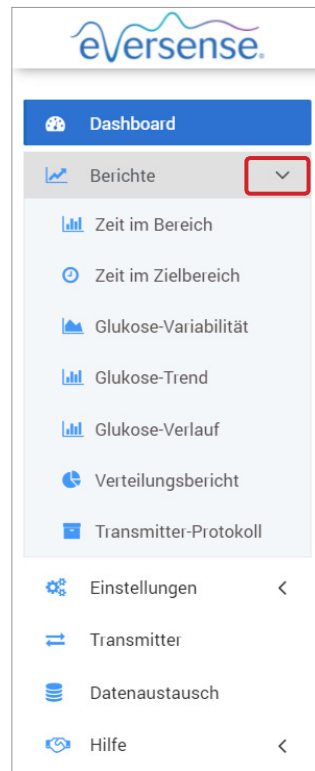 eversense.
Dashboard
Berichte
Zeit im Bereich
Zeit im Zielbereich
Glukose-Variabilität
Glukose-Trend
Glukose-Verlauf
Verteilungsbericht
Transmitter-Protokoll
Einstellungen
Transmitter
Datenaustausch
Hilfe